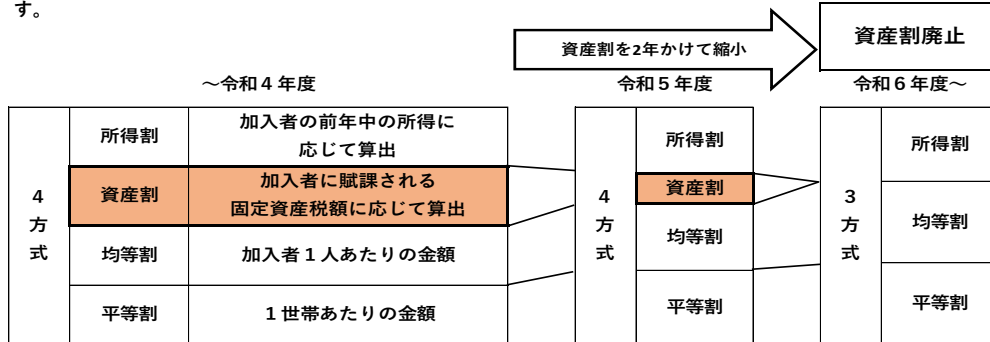 す。
資産割を2年かけて縮小
資産割廃止
～令和４年度
令和５年度
令和６年度～
４方式
所得割
加入者の前年中の所得に
応じて算出
資産割
加入者に賦課される
固定資産税額に応じて算出
均等割
加入者１人あたりの金額
平等割
１世帯あたりの金額
４方式
所得割
資産割
均等割
平等割
３方式
所得割
均等割
平等割